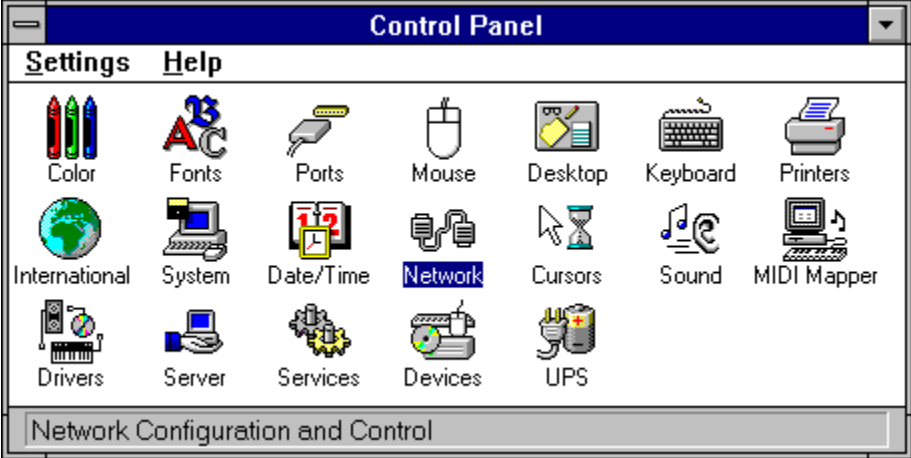 Control Panel
Settings Help
Color Fonts Ports Mouse Desktop Keyboard Printers
International System Date/Time Network Cursors Sound MIDI Mapper
Drivers Server Services Devices UPS
Network Configuration and Control